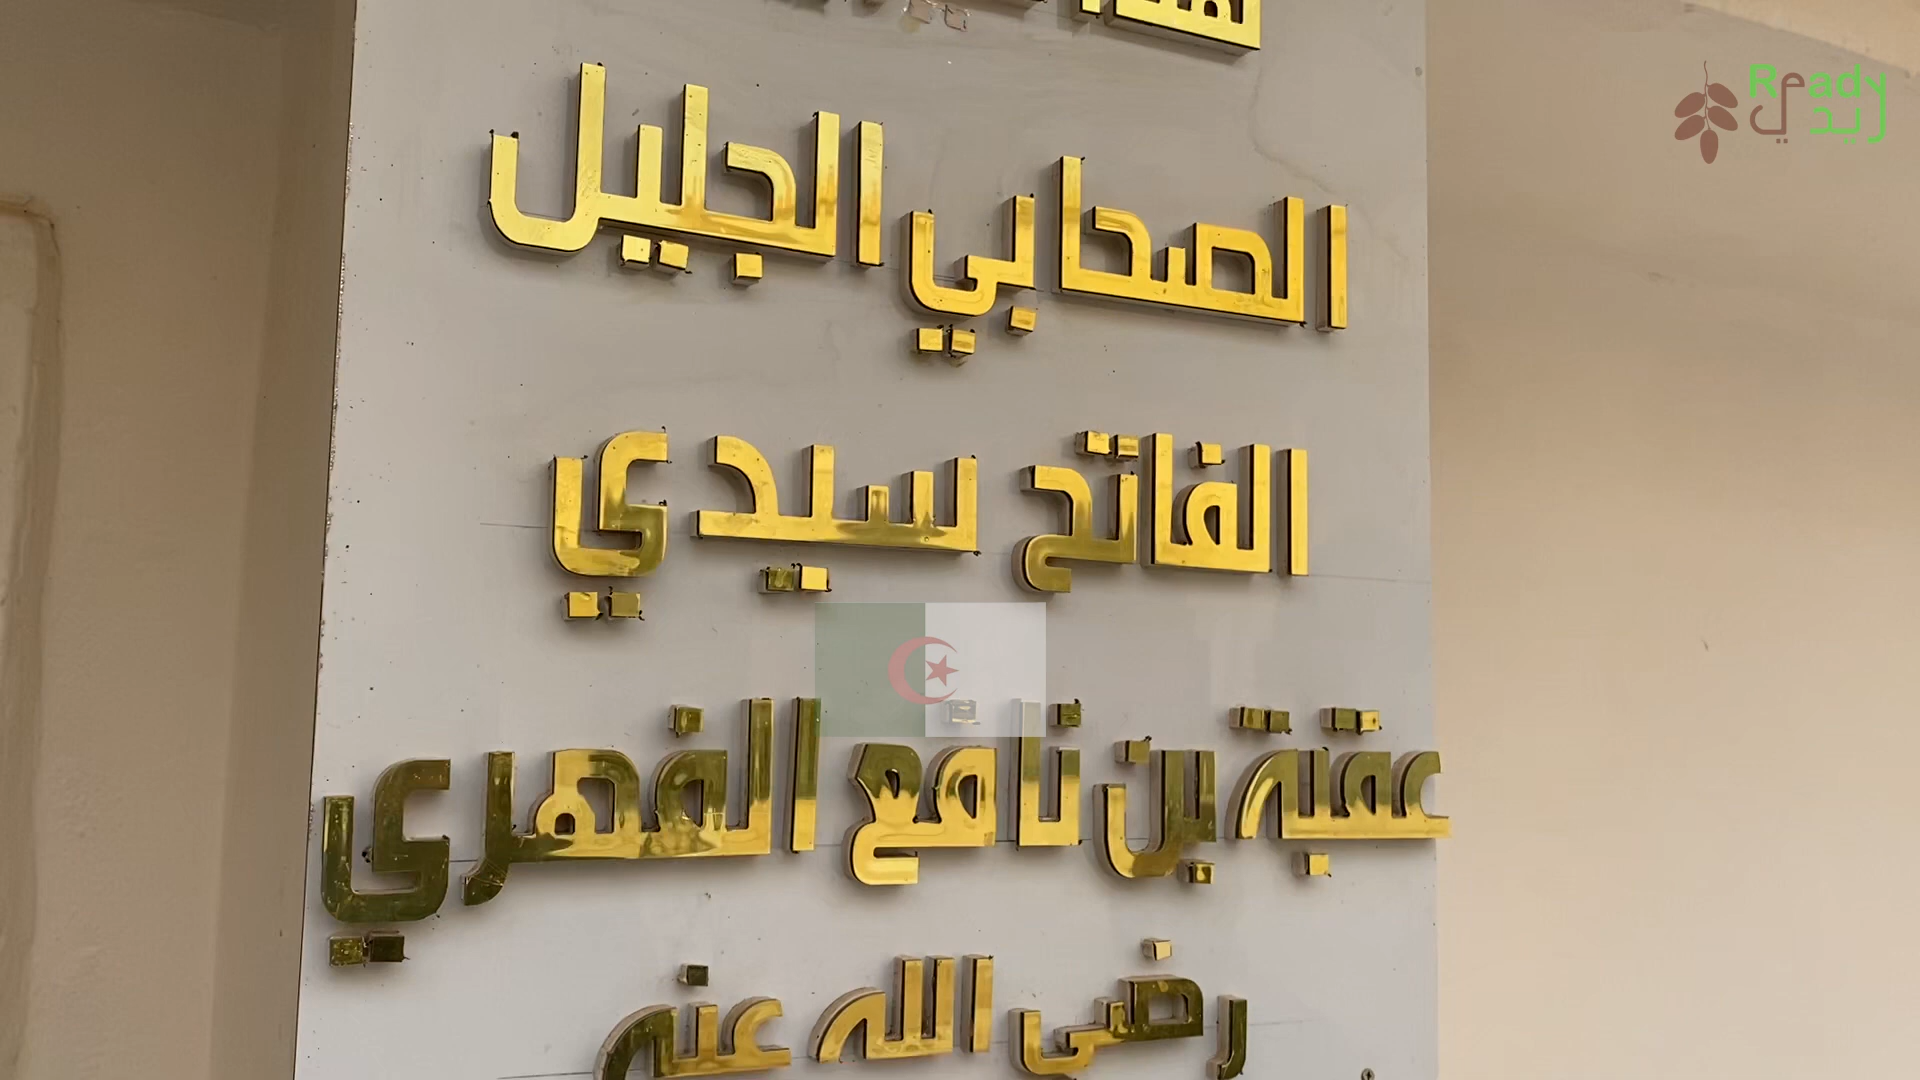 الصحابي الجليل
الفاتح سيدي
عقبة بن نافع الفهري
رضي الله عنه
Ready
ريدي